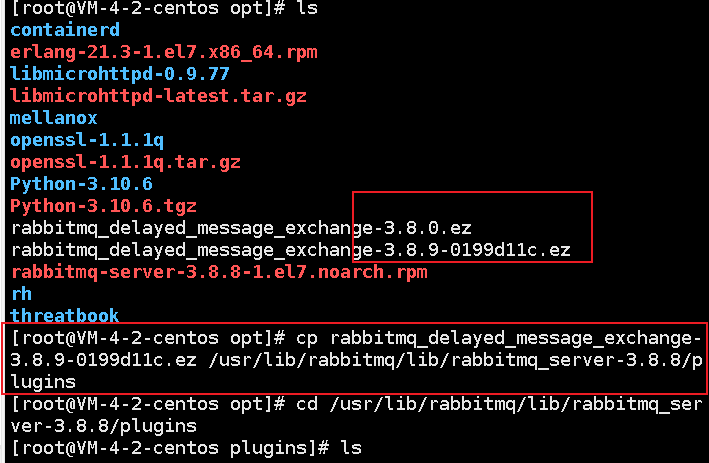 [root@VM-4-2-centos opt]# ls
containerd
erlang-21.3-1.el7.x86_64.rpm
libmicrohttpd-0.9.77
libmicrohttpd-latest.tar.gz
mellanox
openssl-1.1.1q
openssl-1.1.1q.tar.gz
Python-3.10.6
Python-3.10.6.tgz
rabbitmq_delayed_message_exchange-3.8.0.ez
rabbitmq_delayed_message_exchange-3.8.9-0199d11c.ez
rabbitmq-server-3.8.8-1.el7.noarch.rpm
rh
threatbook
[root@VM-4-2-centos opt]# cp rabbitmq_delayed_message_exchange-
3.8.9-0199d11c.ez /usr/lib/rabbitmq/lib/rabbitmq_server-3.8.8/p
lugins
[root@VM-4-2-centos opt]# cd /usr/lib/rabbitmq/lib/rabbitmq_ser
ver-3.8.8/plugins
[root@VM-4-2-centos plugins]# ls